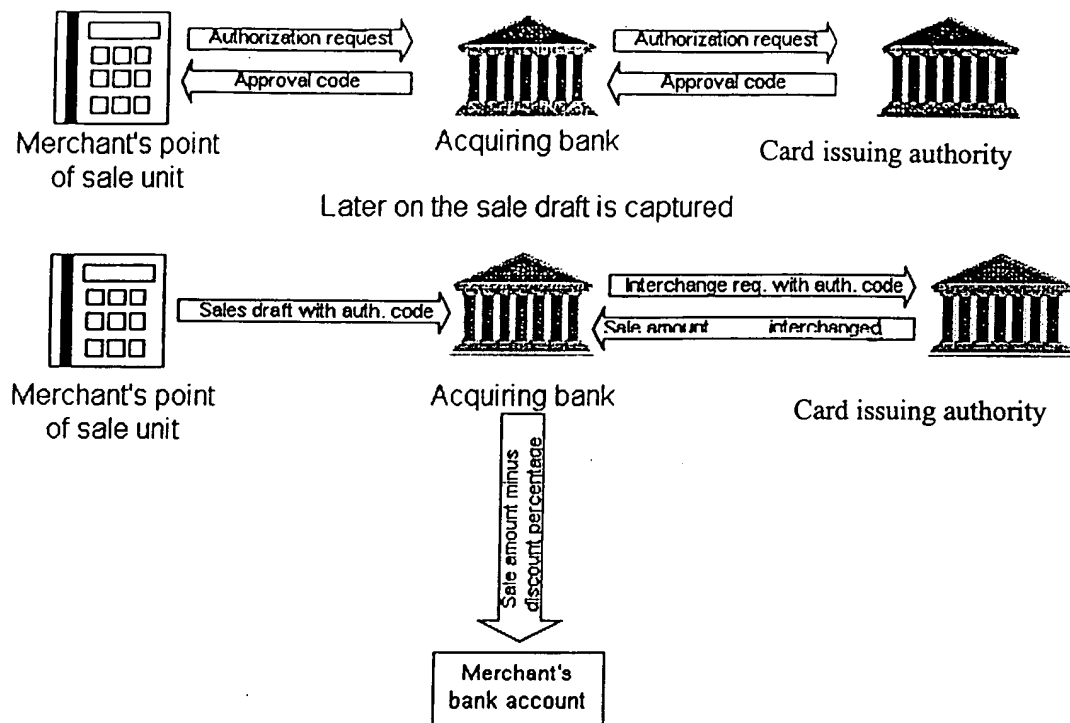 Authorization request
Authorization request
Approval code
Approval code
Merchant's point
of sale unit
Acquiring bank
Card issuing authority
Later on the sale draft is captured
Sales draft with auth. code
Interchange req. with auth. code
Sale amount interchanged
Merchant's point
of sale unit
Acquiring bank
Card issuing authority
Sale amount minus
discount percentage
Merchant's
bank account